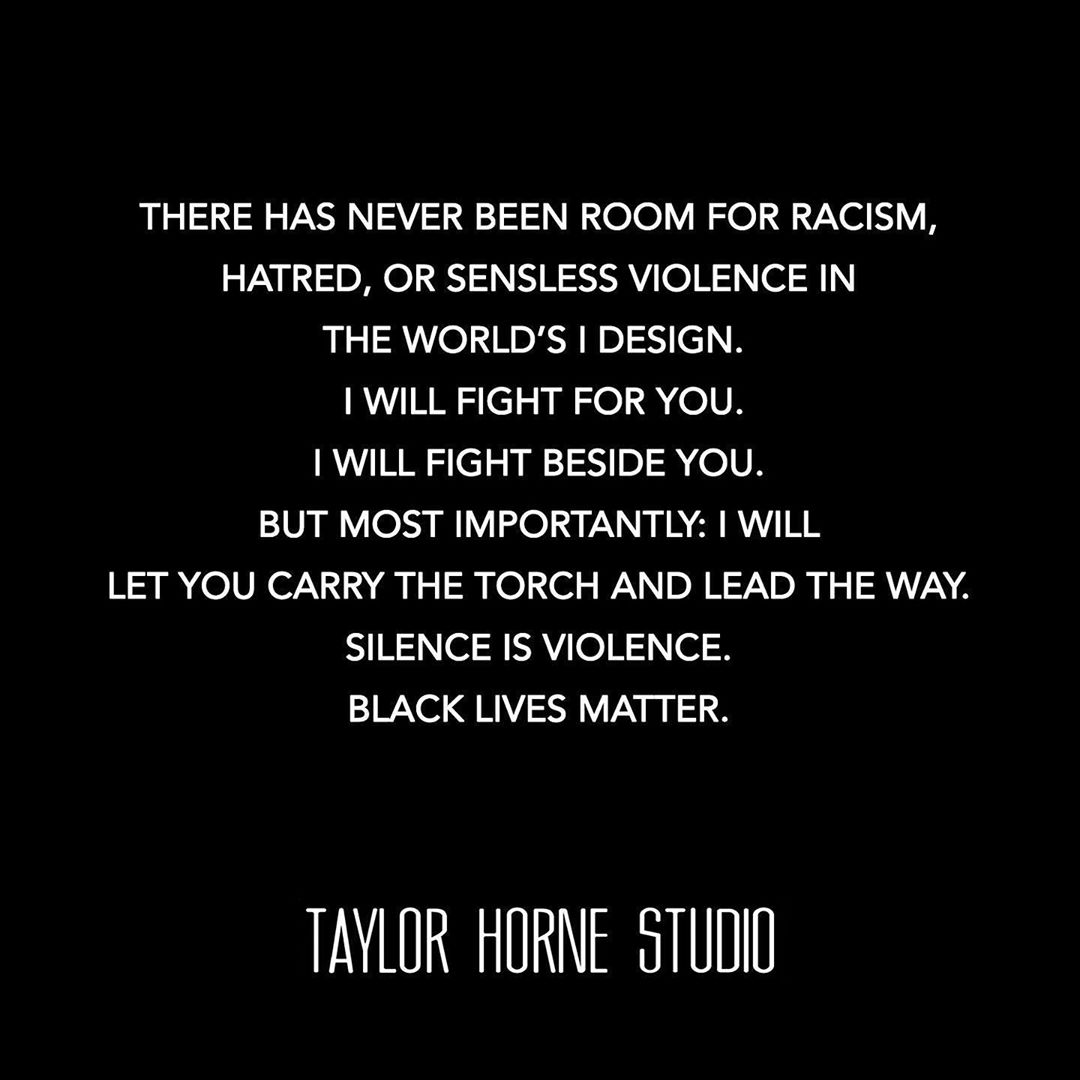 THERE HAS NEVER BEEN ROOM FOR RACISM,
HATRED, OR SENSLESS VIOLENCE IN
THE WORLD’S I DESIGN.
I WILL FIGHT FOR YOU.
I WILL FIGHT BESIDE YOU.
BUT MOST IMPORTANTLY: I WILL
LET YOU CARRY THE TORCH AND LEAD THE WAY.
SILENCE IS VIOLENCE.
BLACK LIVES MATTER.
TAYLOR HORNE STUDIO